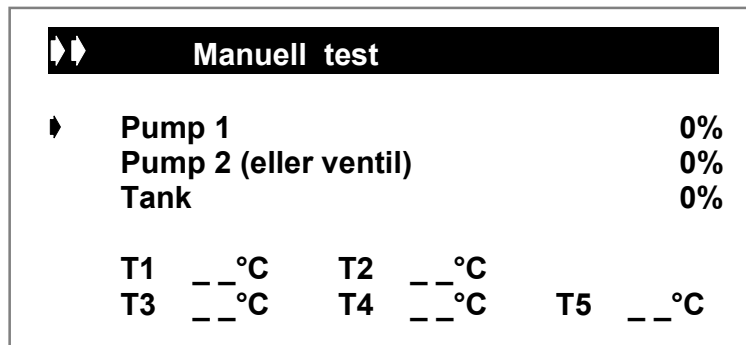 Manuell test
Pump 1 0%
Pump 2 (eller ventil) 0%
Tank 0%
T1 _ _°C T2 _ _°C
T3 _ _°C T4 _ _°C T5 _ _°C